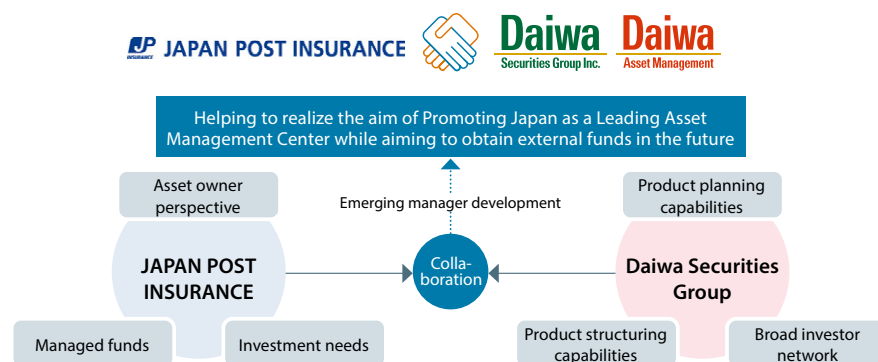 JP
INSURANCE
JAPAN POST INSURANCE
Daiwa
Securities Group Inc.
Daiwa
Asset Management
Helping to realize the aim of Promoting Japan as a Leading Asset
Management Center while aiming to obtain external funds in the future
Asset owner
perspective
Emerging manager development
Product planning
capabilities
JAPAN POST
INSURANCE
Colla-
boration
Daiwa Securities
Group
Managed funds
Investment needs
Product structuring
capabilities
Broad investor
network